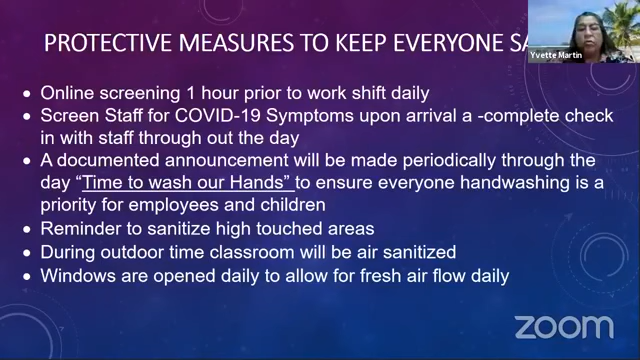 PROTECTIVE MEASURES TO KEEP EVERYONE SA
Yvette Martin
• Online screening 1 hour prior to work shift daily
• Screen Staff for COVID-19 Symptoms upon arrival a -complete check
in with staff through out the day
• A documented announcement will be made periodically through the
day “Time to wash our Hands” to ensure everyone handwashing is a
priority for employees and children
• Reminder to sanitize high touched areas
• During outdoor time classroom will be air sanitized
• Windows are opened daily to allow for fresh air flow daily
zoom